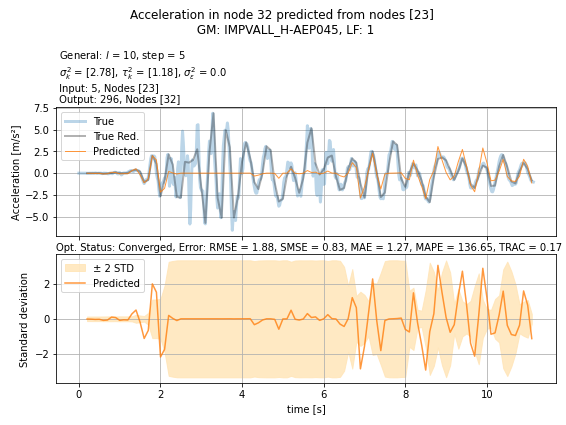 Acceleration in node 32 predicted from nodes [23]
GM: IMPVALL_H-AEP045, LF: 1
General: l = 10, step = 5
σ²ₖ = [2.78], τ²ₖ = [1.18], σ²ε = 0.0
Input: 5, Nodes [23]
Output: 296, Nodes [32]
7.5
5.0
2.5
0.0
−2.5
−5.0
Acceleration [m/s²]
True
True Red.
Predicted
Opt. Status: Converged, Error: RMSE = 1.88, SMSE = 0.83, MAE = 1.27, MAPE = 136.65, TRAC = 0.17
2
0
−2
Standard deviation
± 2 STD
Predicted
0 2 4 6 8 10
time [s]